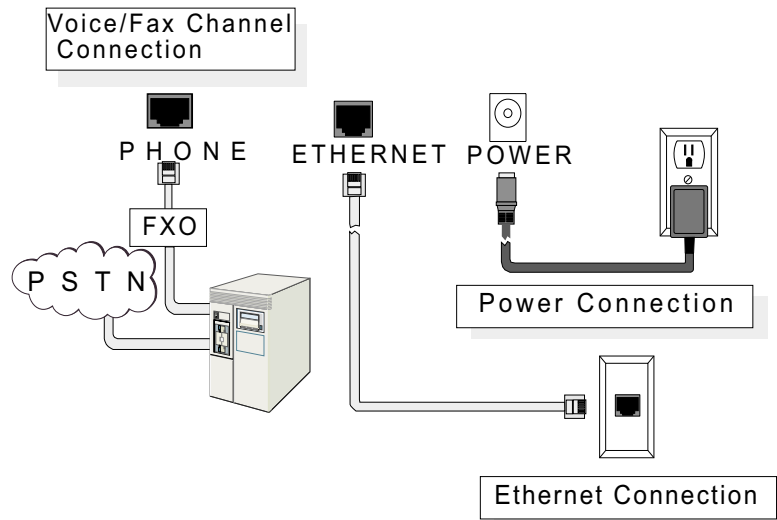 Voice/Fax Channel
Connection
PHONE
ETHERNET
POWER
FXO
PSTN
Power Connection
Ethernet Connection